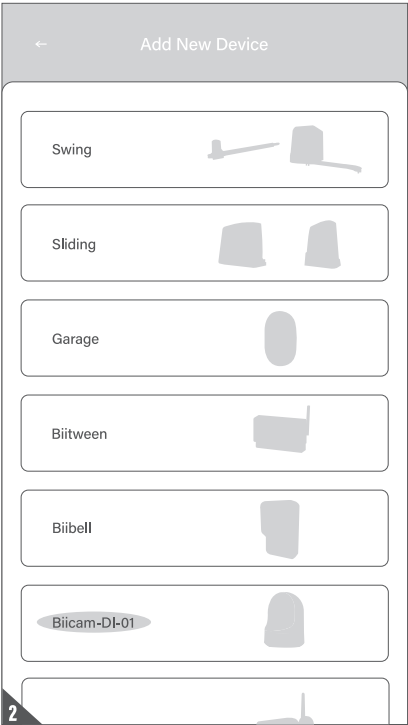 ← Add New Device
Swing
Sliding
Garage
Biitween
Biibell
Biicam-DI-01
2